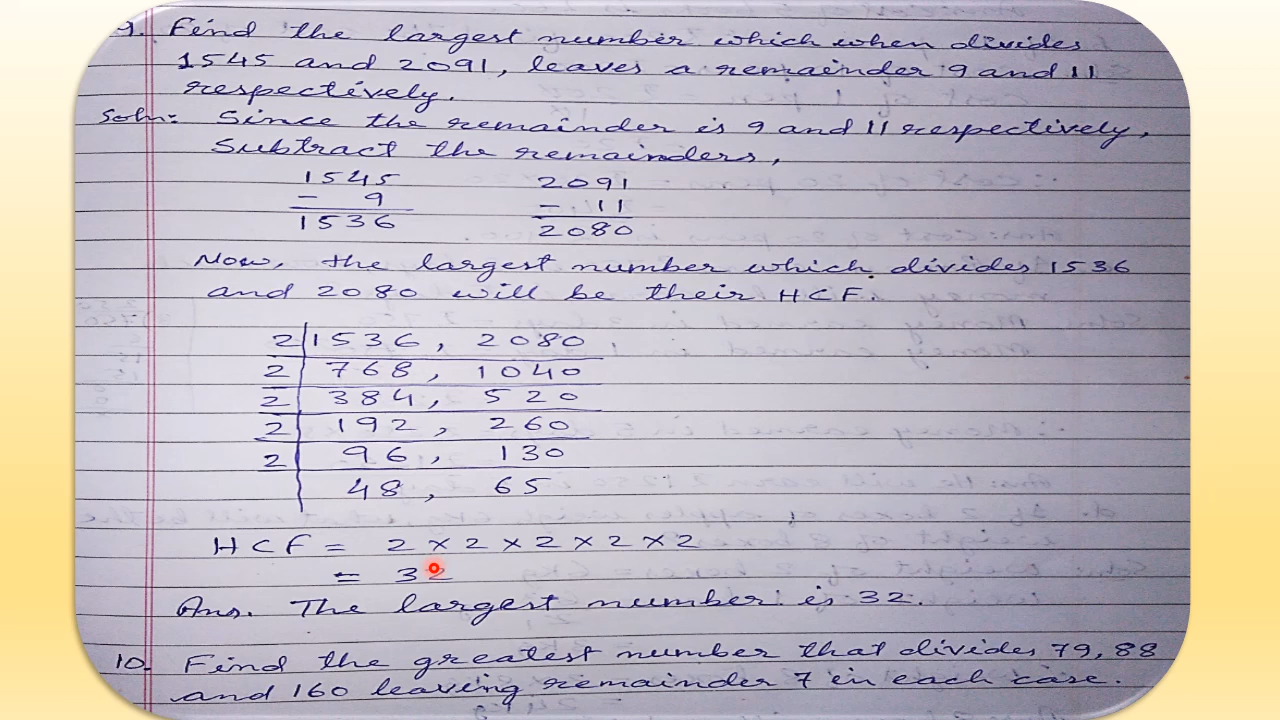 9. Find the largest number which when divides
1545 and 2091, leaves a remainder 9 and 11
respectively.
Soln: Since the remainder is 9 and 11 respectively,
Subtract the remainders,
1545 2091
- 9 - 11
1536 2080
Now, the largest number which divides 1536
and 2080 will be their HCF.
2 1536, 2080
2 768, 1040
2 384, 520
2 192, 260
2 96, 130
48, 65
HCF = 2 × 2 × 2 × 2 × 2
= 32
Ans. The largest number is 32.
10. Find the greatest number that divides 79, 88
and 160 leaving remainder 7 in each case.